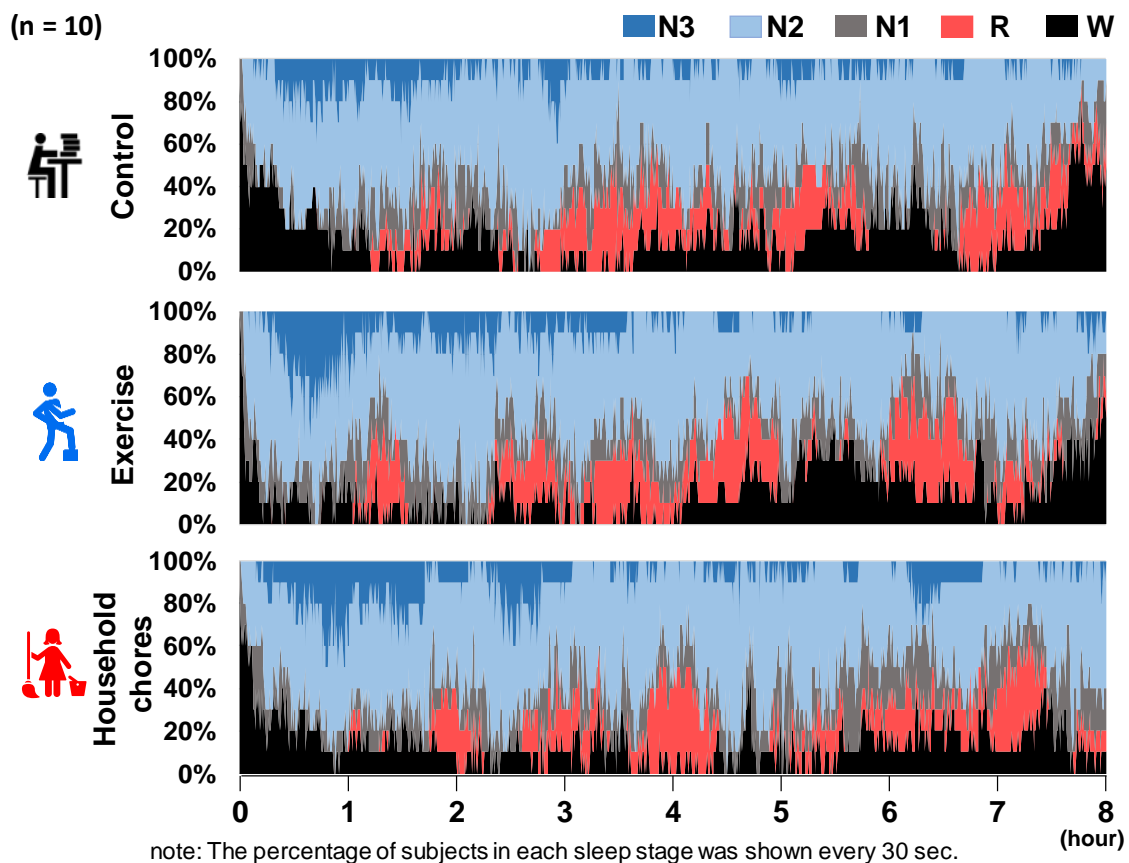 (n = 10)
N3 N2 N1 R W
Control
100%
80%
60%
40%
20%
0%
Exercise
100%
80%
60%
40%
20%
0%
Household
chores
100%
80%
60%
40%
20%
0%
0 1 2 3 4 5 6 7 8
(hour)
note: The percentage of subjects in each sleep stage was shown every 30 sec.